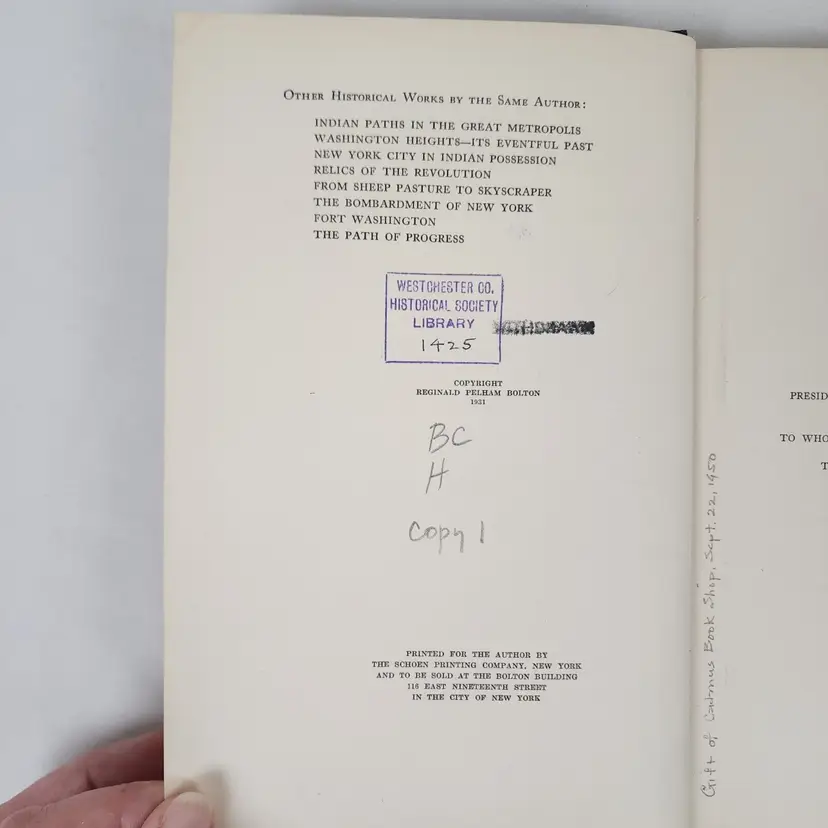 OTHER HISTORICAL WORKS BY THE SAME AUTHOR:
INDIAN PATHS IN THE GREAT METROPOLIS
WASHINGTON HEIGHTS—ITS EVENTFUL PAST
NEW YORK CITY IN INDIAN POSSESSION
RELICS OF THE REVOLUTION
FROM SHEEP PASTURE TO SKYSCRAPER
THE BOMBARDMENT OF NEW YORK
FORT WASHINGTON
THE PATH OF PROGRESS
WESTCHESTER CO.
HISTORICAL SOCIETY
LIBRARY
1425
COPYRIGHT
REGINALD PELHAM BOLTON
1931
BC
H
Copy 1
PRINTED FOR THE AUTHOR BY
THE SCHOEN PRINTING COMPANY, NEW YORK
AND TO BE SOLD AT THE BOLTON BUILDING
116 EAST NINETEENTH STREET
IN THE CITY OF NEW YORK
Gift of Book Shop, Sept. 22, 1950
PRESID
TO WHO
T